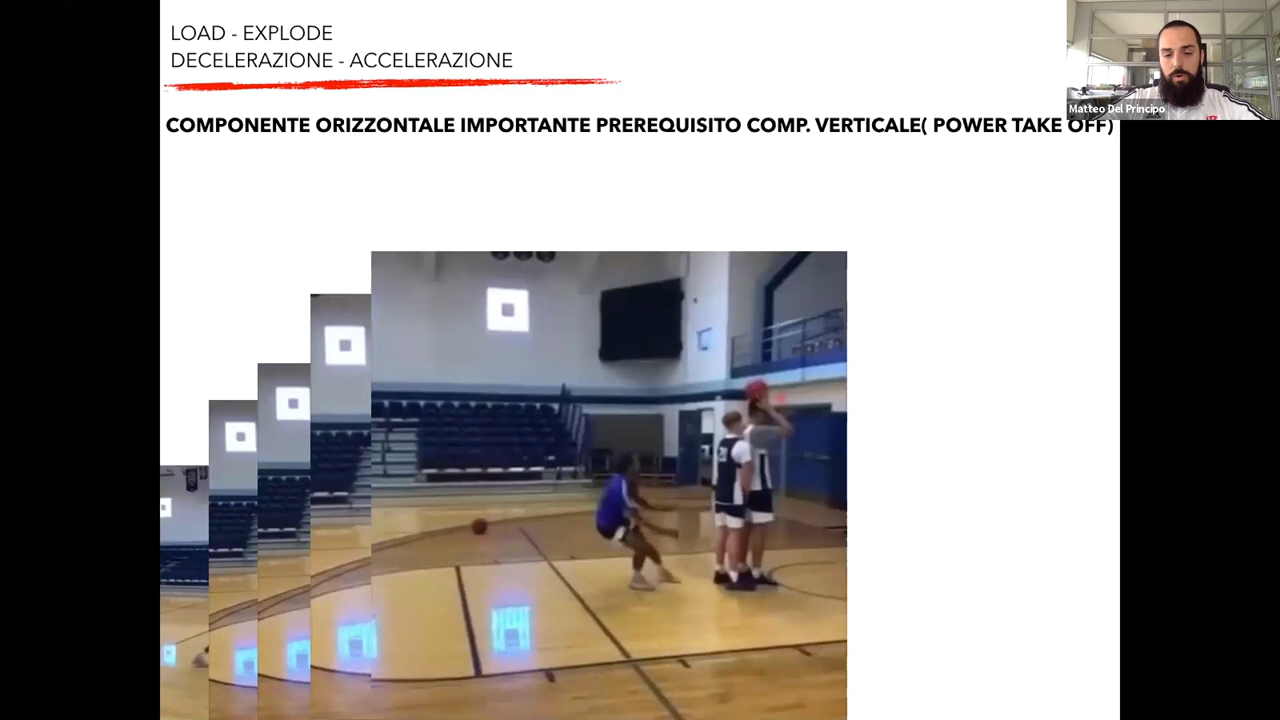 LOAD - EXPLODE
DECELERAZIONE - ACCELERAZIONE
COMPONENTE ORIZZONTALE IMPORTANTE PREREQUISITO COMP. VERTICALE( POWER TAKE OFF)
Matteo Del Principo